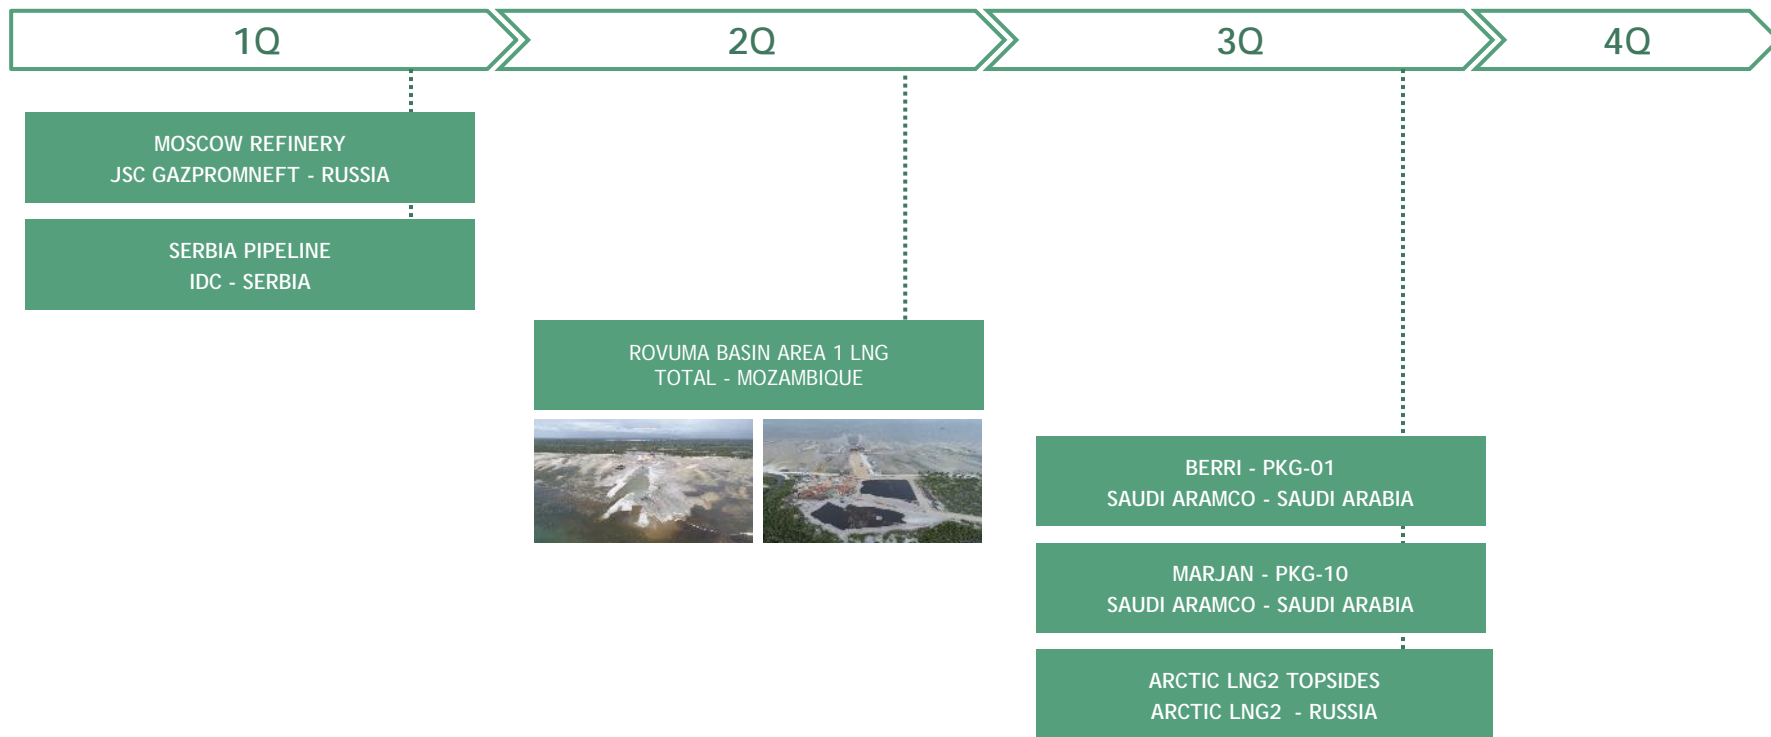 1Q
2Q
3Q
4Q
MOSCOW REFINERY
JSC GAZPROMNEFT - RUSSIA
SERBIA PIPELINE
IDC - SERBIA
ROVUMA BASIN AREA 1 LNG
TOTAL - MOZAMBIQUE
BERRI - PKG-01
SAUDI ARAMCO - SAUDI ARABIA
MARJAN - PKG-10
SAUDI ARAMCO - SAUDI ARABIA
ARCTIC LNG2 TOPSIDES
ARCTIC LNG2 - RUSSIA